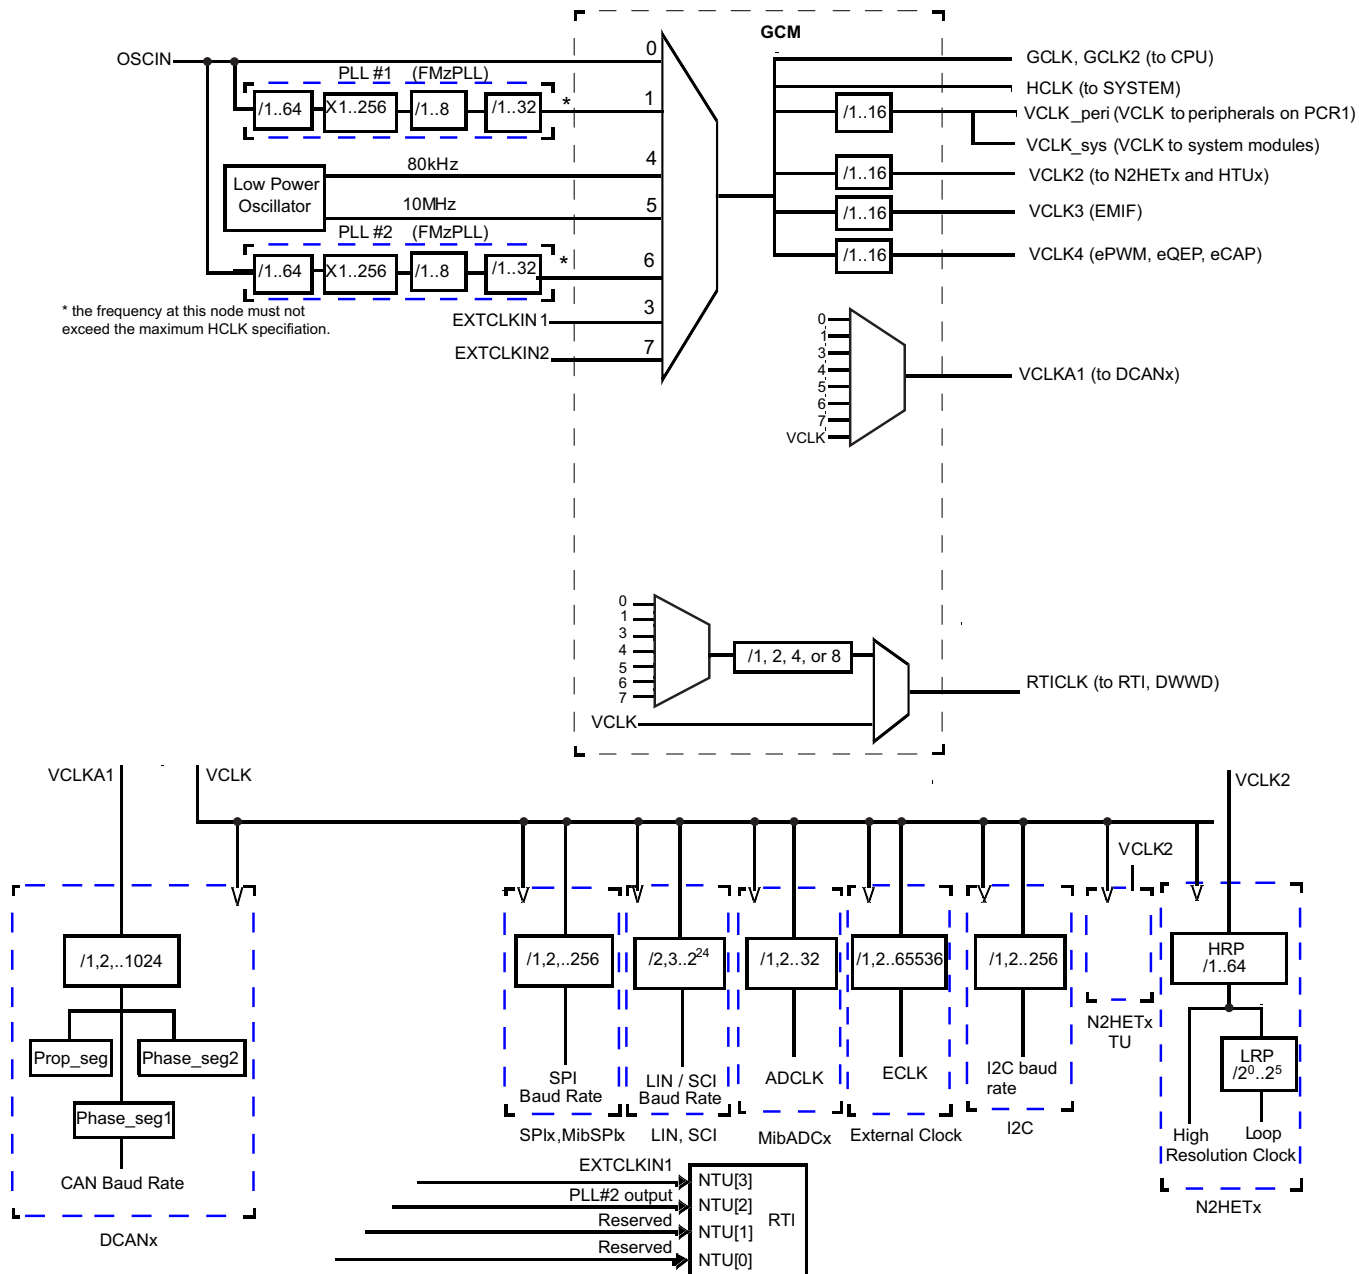 GCM
OSCIN
0
GCLK, GCLK2 (to CPU)
PLL #1 (FMzPLL)
/1..64
X1..256
/1..8
/1..32
*
1
HCLK (to SYSTEM)
/1..16
VCLK_peri (VCLK to peripherals on PCR1)
VCLK_sys (VCLK to system modules)
Low Power
Oscillator
80kHz
4
/1..16
VCLK2 (to N2HETx and HTUx)
10MHz
5
/1..16
VCLK3 (EMIF)
PLL #2 (FMzPLL)
/1..64
X1..256
/1..8
/1..32
*
6
/1..16
VCLK4 (ePWM, eQEP, eCAP)
* the frequency at this node must not
exceed the maximum HCLK specifiation.
EXTCLKIN1
3
EXTCLKIN2
7
0
1
3
4
5
6
7
VCLK
VCLKA1 (to DCANx)
0
1
3
4
5
6
7
/1, 2, 4, or 8
VCLK
RTICLK (to RTI, DWWD)
VCLKA1
VCLK
VCLK2
VCLK2
/1,2,..1024
Prop_seg
Phase_seg2
Phase_seg1
CAN Baud Rate
DCANx
/1,2,..256
SPI
Baud Rate
SPIx,MibSPIx
/2,3..2²⁴
LIN / SCI
Baud Rate
LIN, SCI
/1,2..32
ADCLK
MibADCx
/1,2..65536
ECLK
External Clock
/1,2..256
I2C baud
rate
I2C
N2HETx
TU
HRP
/1..64
LRP
/2⁰..2⁵
High
Loop
Resolution Clock
N2HETx
EXTCLKIN1
NTU[3]
PLL#2 output
NTU[2]
Reserved
NTU[1]
Reserved
NTU[0]
RTI